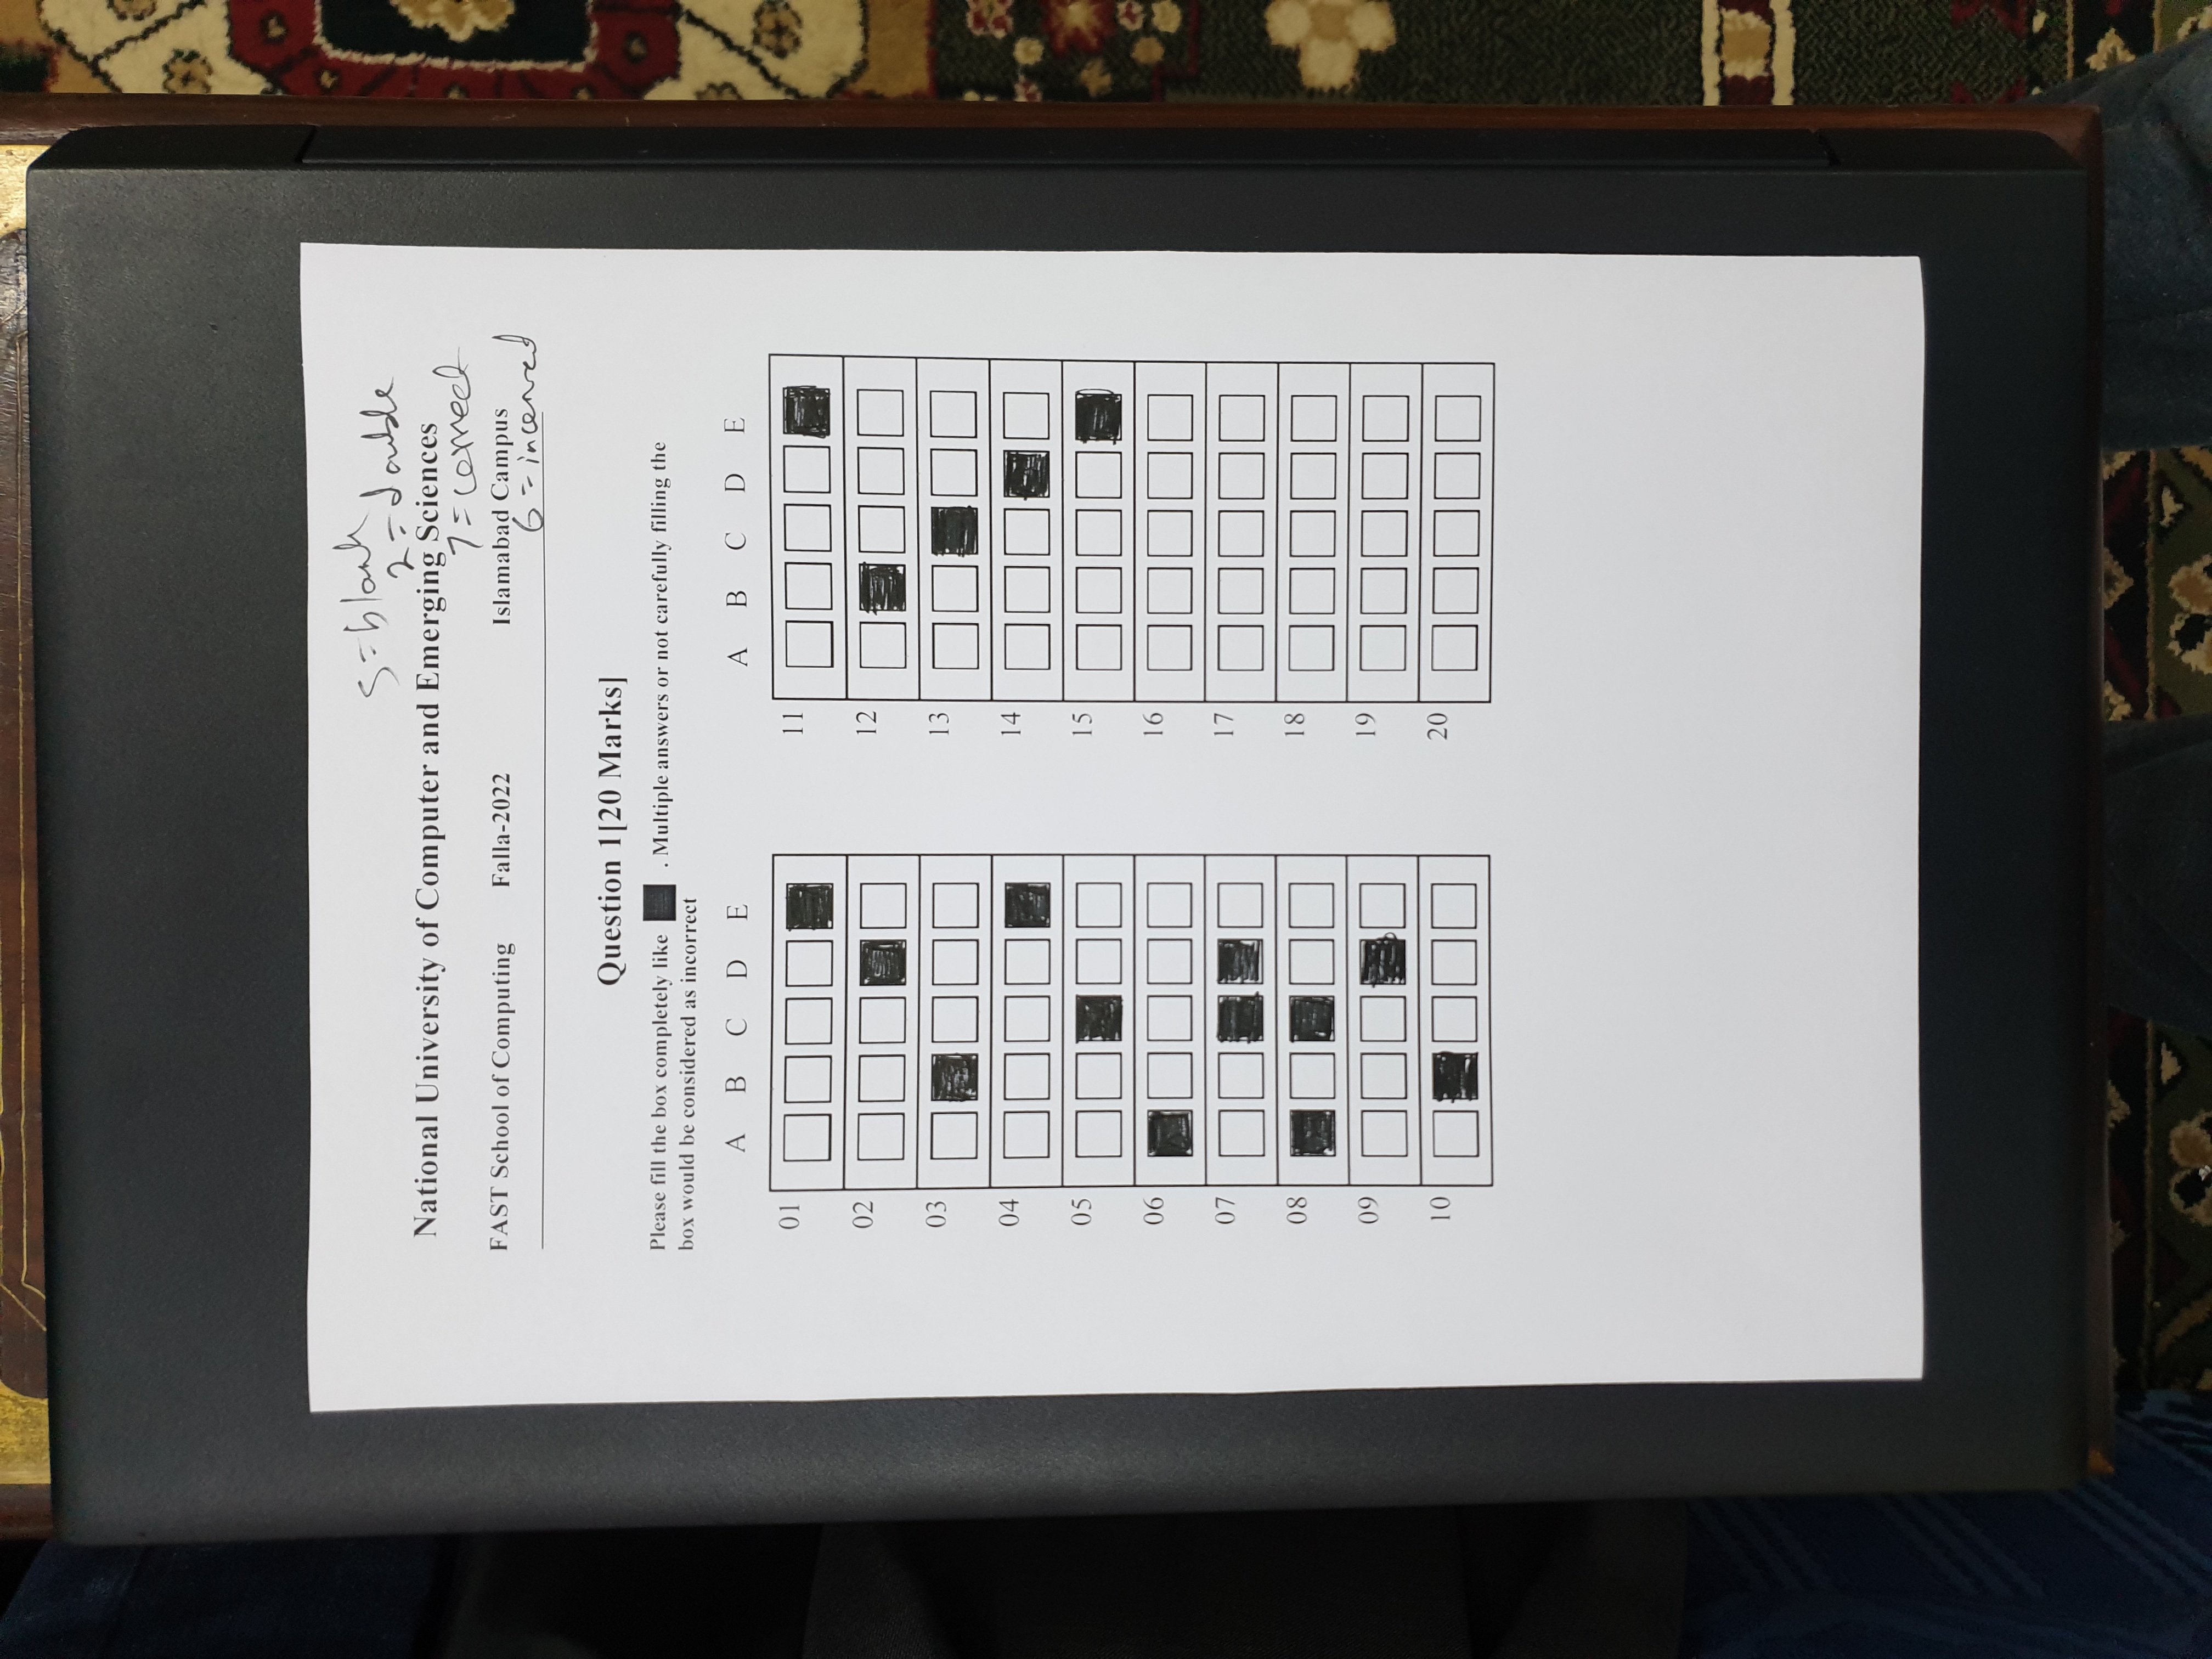 5 = blank
2 = double
National University of Computer and Emerging Sciences
7 = correct
FAST School of Computing Falla-2022 Islamabad Campus
6 =
Question 1[20 Marks]
Please fill the box completely like . Multiple answers or not carefully filling the
box would be considered as incorrect
A B C D E
01
02
03
04
05
06
07
08
09
10
A B C D E
11
12
13
14
15
16
17
18
19
20